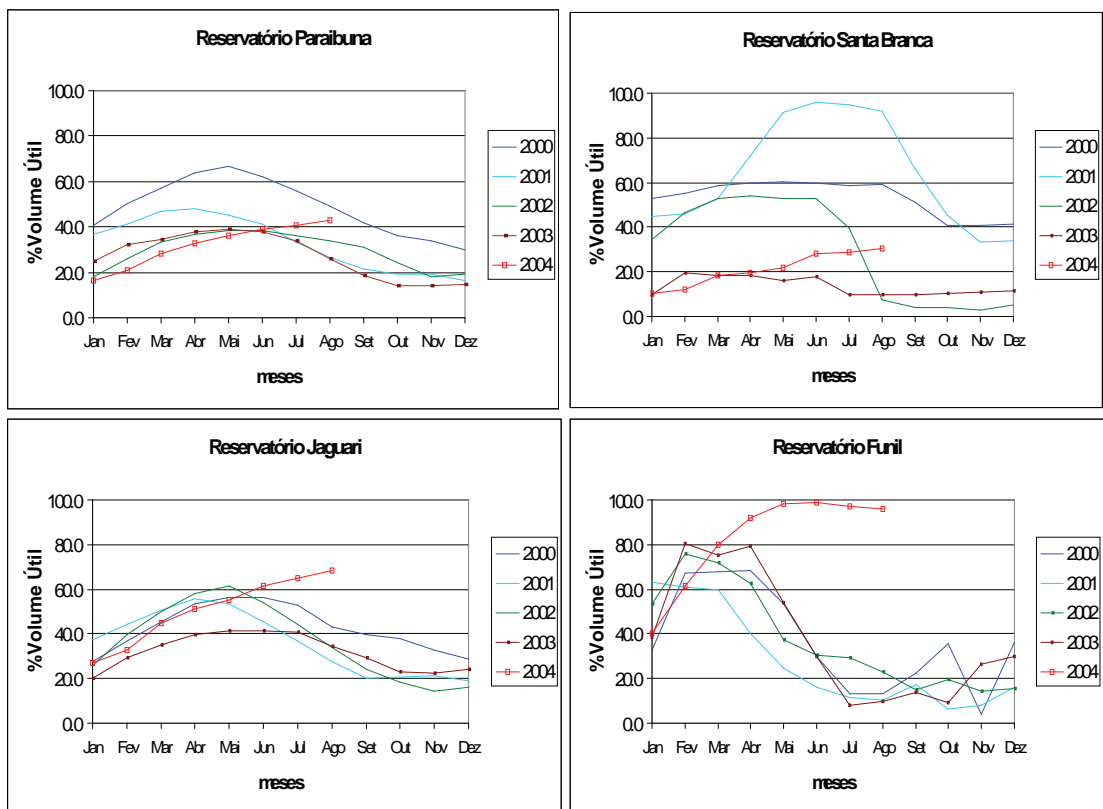 Reservatório Paraibuna
%Volume Útil
100.0
80.0
60.0
40.0
20.0
0.0
Jan Fev Mar Abr Mai Jun Jul Ago Set Out Nov Dez
meses
2000
2001
2002
2003
2004
Reservatório Santa Branca
%Volume Útil
100.0
80.0
60.0
40.0
20.0
0.0
Jan Fev Mar Abr Mai Jun Jul Ago Set Out Nov Dez
meses
2000
2001
2002
2003
2004
Reservatório Jaguari
%Volume Útil
100.0
80.0
60.0
40.0
20.0
0.0
Jan Fev Mar Abr Mai Jun Jul Ago Set Out Nov Dez
meses
2000
2001
2002
2003
2004
Reservatório Funil
%Volume Útil
100.0
80.0
60.0
40.0
20.0
0.0
Jan Fev Mar Abr Mai Jun Jul Ago Set Out Nov Dez
meses
2000
2001
2002
2003
2004